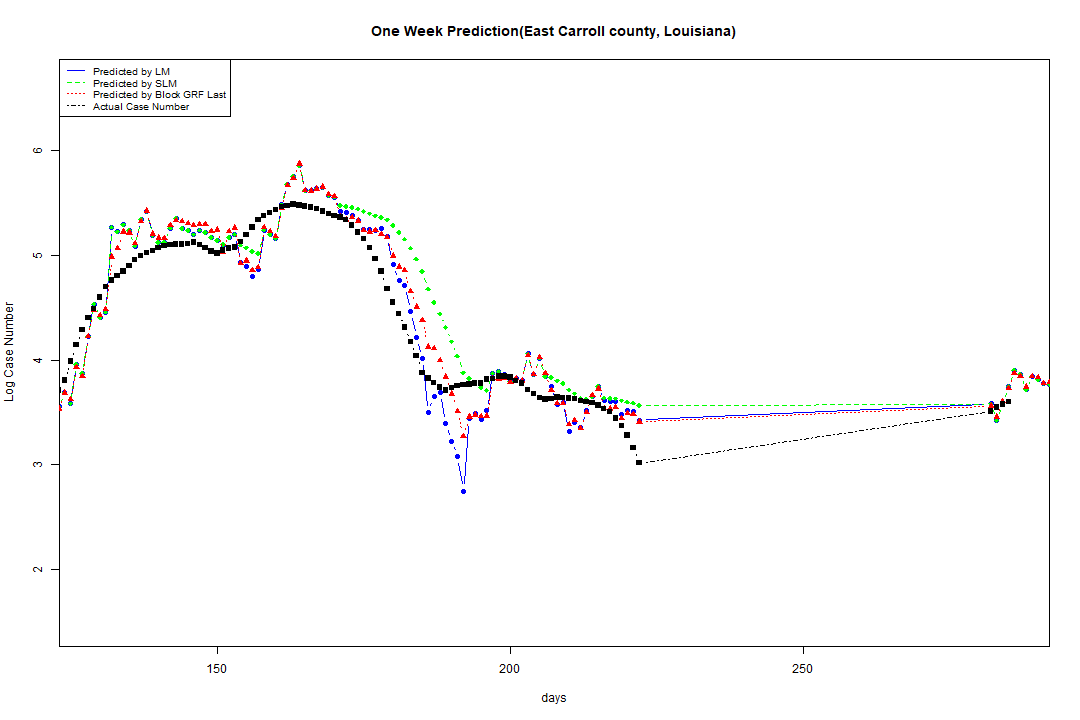 One Week Prediction(East Carroll county, Louisiana)
Predicted by LM
Predicted by SLM
Predicted by Block GRF Last
Actual Case Number
Log Case Number
6
5
4
3
2
150 200 250
days